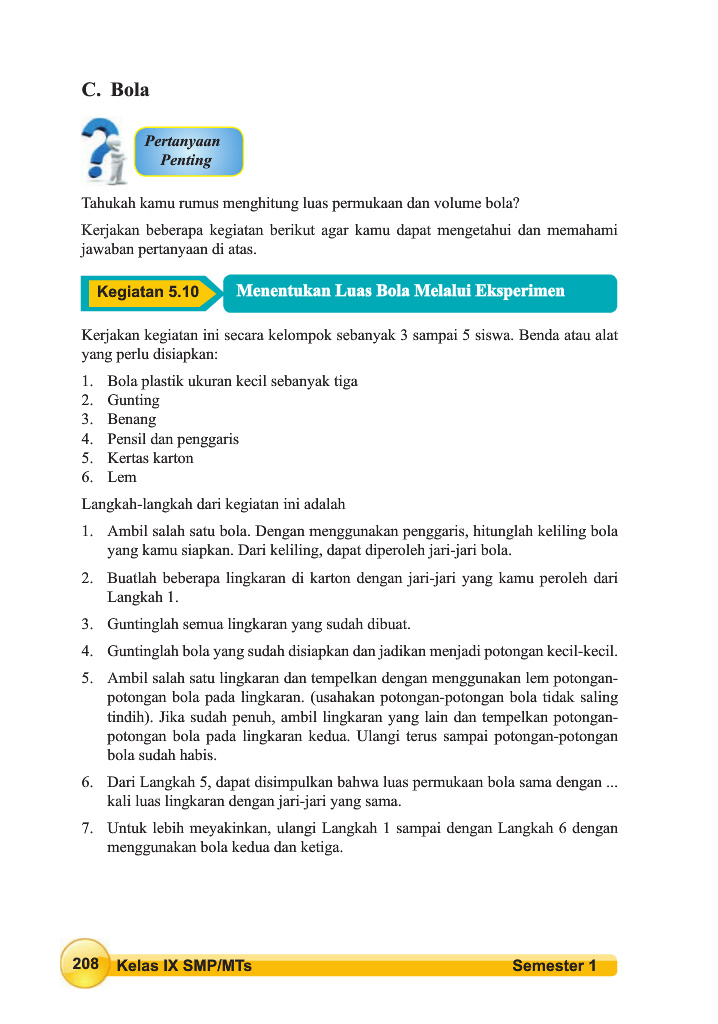 C. Bola
Pertanyaan
Penting
Tahukah kamu rumus menghitung luas permukaan dan volume bola?
Kerjakan beberapa kegiatan berikut agar kamu dapat mengetahui dan memahami
jawaban pertanyaan di atas.
Kegiatan 5.10
Menentukan Luas Bola Melalui Eksperimen
Kerjakan kegiatan ini secara kelompok sebanyak 3 sampai 5 siswa. Benda atau alat
yang perlu disiapkan:
1. Bola plastik ukuran kecil sebanyak tiga
2. Gunting
3. Benang
4. Pensil dan penggaris
5. Kertas karton
6. Lem
Langkah-langkah dari kegiatan ini adalah
1. Ambil salah satu bola. Dengan menggunakan penggaris, hitunglah keliling bola
yang kamu siapkan. Dari keliling, dapat diperoleh jari-jari bola.
2. Buatlah beberapa lingkaran di karton dengan jari-jari yang kamu peroleh dari
Langkah 1.
3. Guntinglah semua lingkaran yang sudah dibuat.
4. Guntinglah bola yang sudah disiapkan dan jadikan menjadi potongan kecil-kecil.
5. Ambil salah satu lingkaran dan tempelkan dengan menggunakan lem potongan-
potongan bola pada lingkaran. (usahakan potongan-potongan bola tidak saling
tindih). Jika sudah penuh, ambil lingkaran yang lain dan tempelkan potongan-
potongan bola pada lingkaran kedua. Ulangi terus sampai potongan-potongan
bola sudah habis.
6. Dari Langkah 5, dapat disimpulkan bahwa luas permukaan bola sama dengan ...
kali luas lingkaran dengan jari-jari yang sama.
7. Untuk lebih meyakinkan, ulangi Langkah 1 sampai dengan Langkah 6 dengan
menggunakan bola kedua dan ketiga.
208 Kelas IX SMP/MTs Semester 1